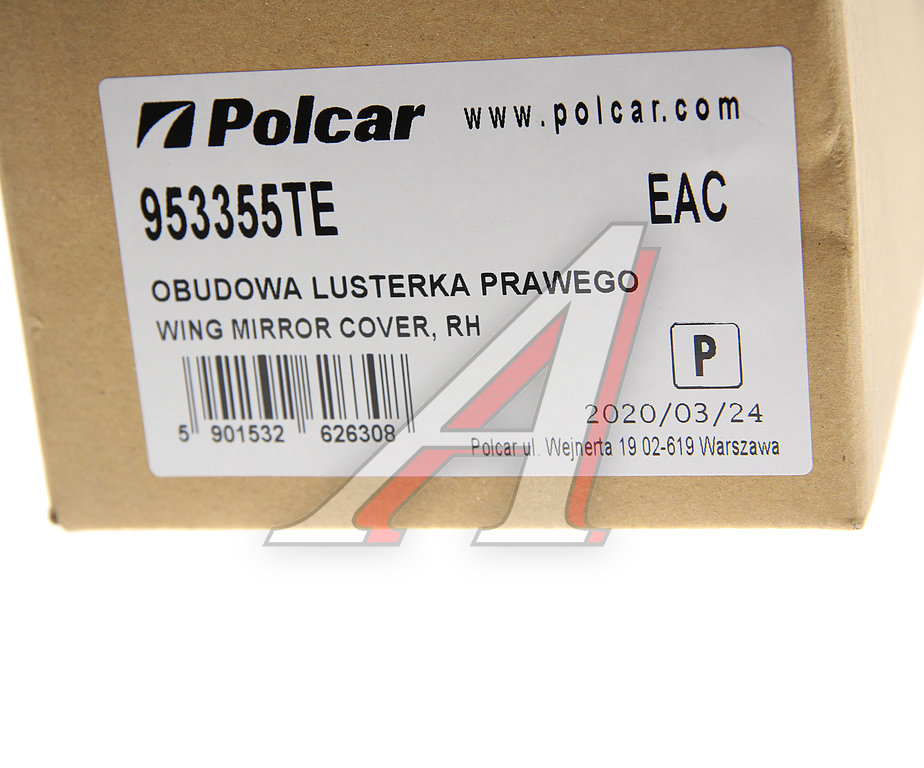 Polcar www.polcar.com
953355TE EAC
OBUDOWA LUSTERKA PRAWEGO
WING MIRROR COVER, RH
P
5 901532 626308
2020/03/24
Polcar ul. Wejnerta 19 02-619 Warszawa